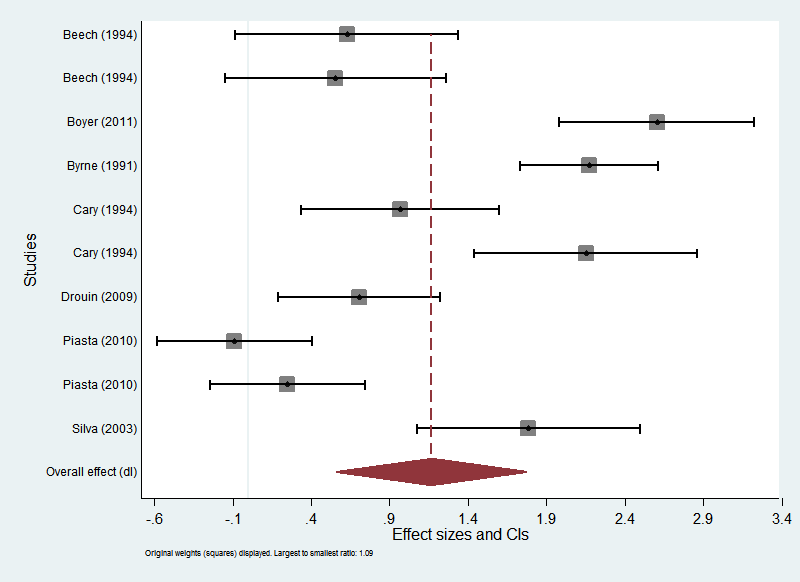 Beech (1994)
Beech (1994)
Boyer (2011)
Byrne (1991)
Cary (1994)
Cary (1994)
Drouin (2009)
Piasta (2010)
Piasta (2010)
Silva (2003)
Overall effect (dl)
Studies
-.6 -.1 .4 .9 1.4 1.9 2.4 2.9 3.4
Effect sizes and CIs
Original weights (squares) displayed. Largest to smallest ratio: 1.09